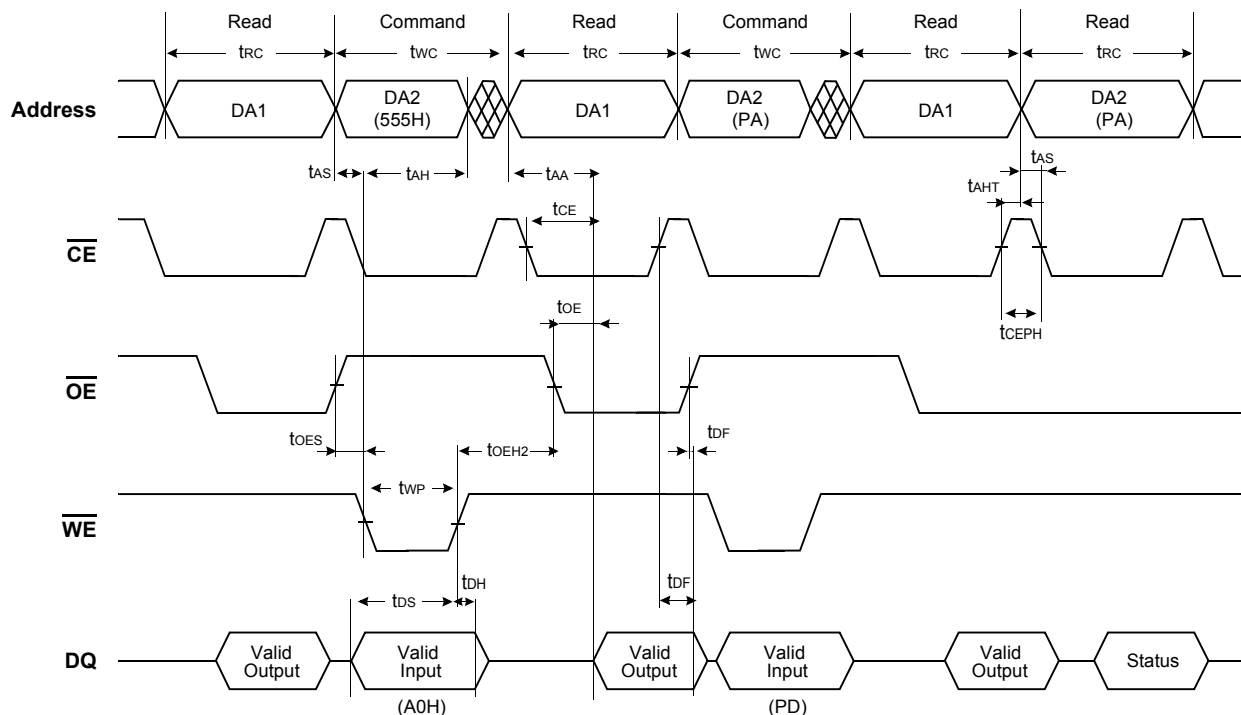 Read Command Read Command Read Read
tRC tWC tRC tWC tRC tRC
Address DA1 DA2 (555H) DA1 DA2 (PA) DA1 DA2 (PA)
tAS tAH tAA tAS
tAHT
tCE
CE
tOE tCEPH
OE
tOES tOEH2 tDF
tWP
WE
tDS tDH tDF
DQ Valid Output Valid Input Valid Output Valid Input Valid Output Status
(A0H) (PD)